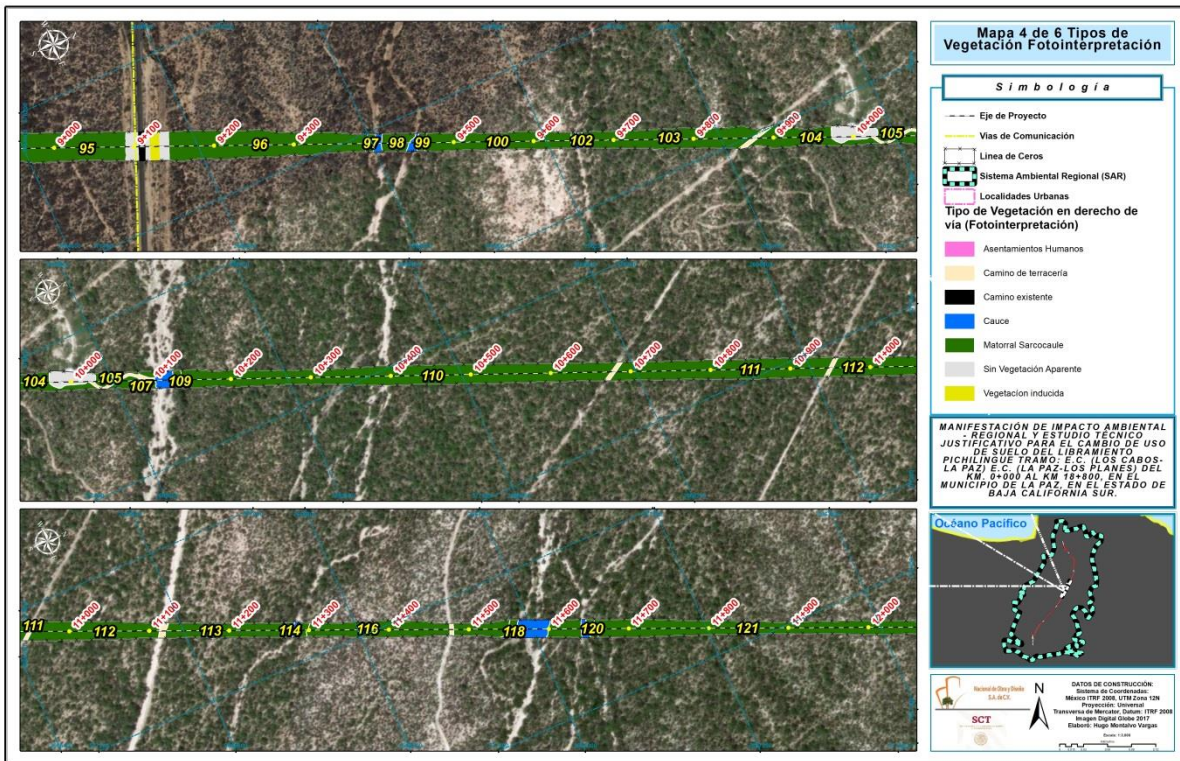 Mapa 4 de 6 Tipos de
Vegetación Fotointerpretación
Simbología
Eje de Proyecto
Vias de Comunicación
Linea de Ceros
Sistema Ambiental Regional (SAR)
Localidades Urbanas
Tipo de Vegetación en derecho de
vía (Fotointerpretación)
Asentamientos Humanos
Camino de terracería
Camino existente
Cauce
Matorral Sarcocaule
Sin Vegetación Aparente
Vegetacíon inducida
MANIFESTACIÓN DE IMPACTO AMBIENTAL
- REGIONAL Y ESTUDIO TÉCNICO
JUSTIFICATIVO PARA EL CAMBIO DE USO
DE SUELO DEL LIBRAMIENTO
PICHILINGUE TRAMO: E.C. (LOS CABOS-
LA PAZ) E.C. (LA PAZ-LOS PLANES) DEL
KM. 0+000 AL KM 18+800, EN EL
MUNICIPIO DE LA PAZ, EN EL ESTADO DE
BAJA CALIFORNIA SUR.
Océano Pacífico
Nacional de Obra y Diseño
S.A. de C.V.
SCT
N
DATOS DE CONSTRUCCIÓN:
Sistema de Coordenadas:
México ITRF 2008, UTM Zona 12N
Proyección: Universal
Transversa de Mercater, Datum: ITRF 2008
Imagen Digital Globe 2017
Elaboró: Hugo Montalvo Vargas
9+000 9+100 9+200 9+300 9+500 9+600 9+700 9+800 9+900 10+000
95 96 97 98 99 100 102 103 104 105
10+000 10+100 10+200 10+300 10+400 10+500 10+600 10+700 10+800 10+900 11+000
104 105 107 109 110 111 112
11+000 11+100 11+200 11+300 11+400 11+500 11+600 11+700 11+800 11+900 12+000
111 112 113 114 116 118 120 121